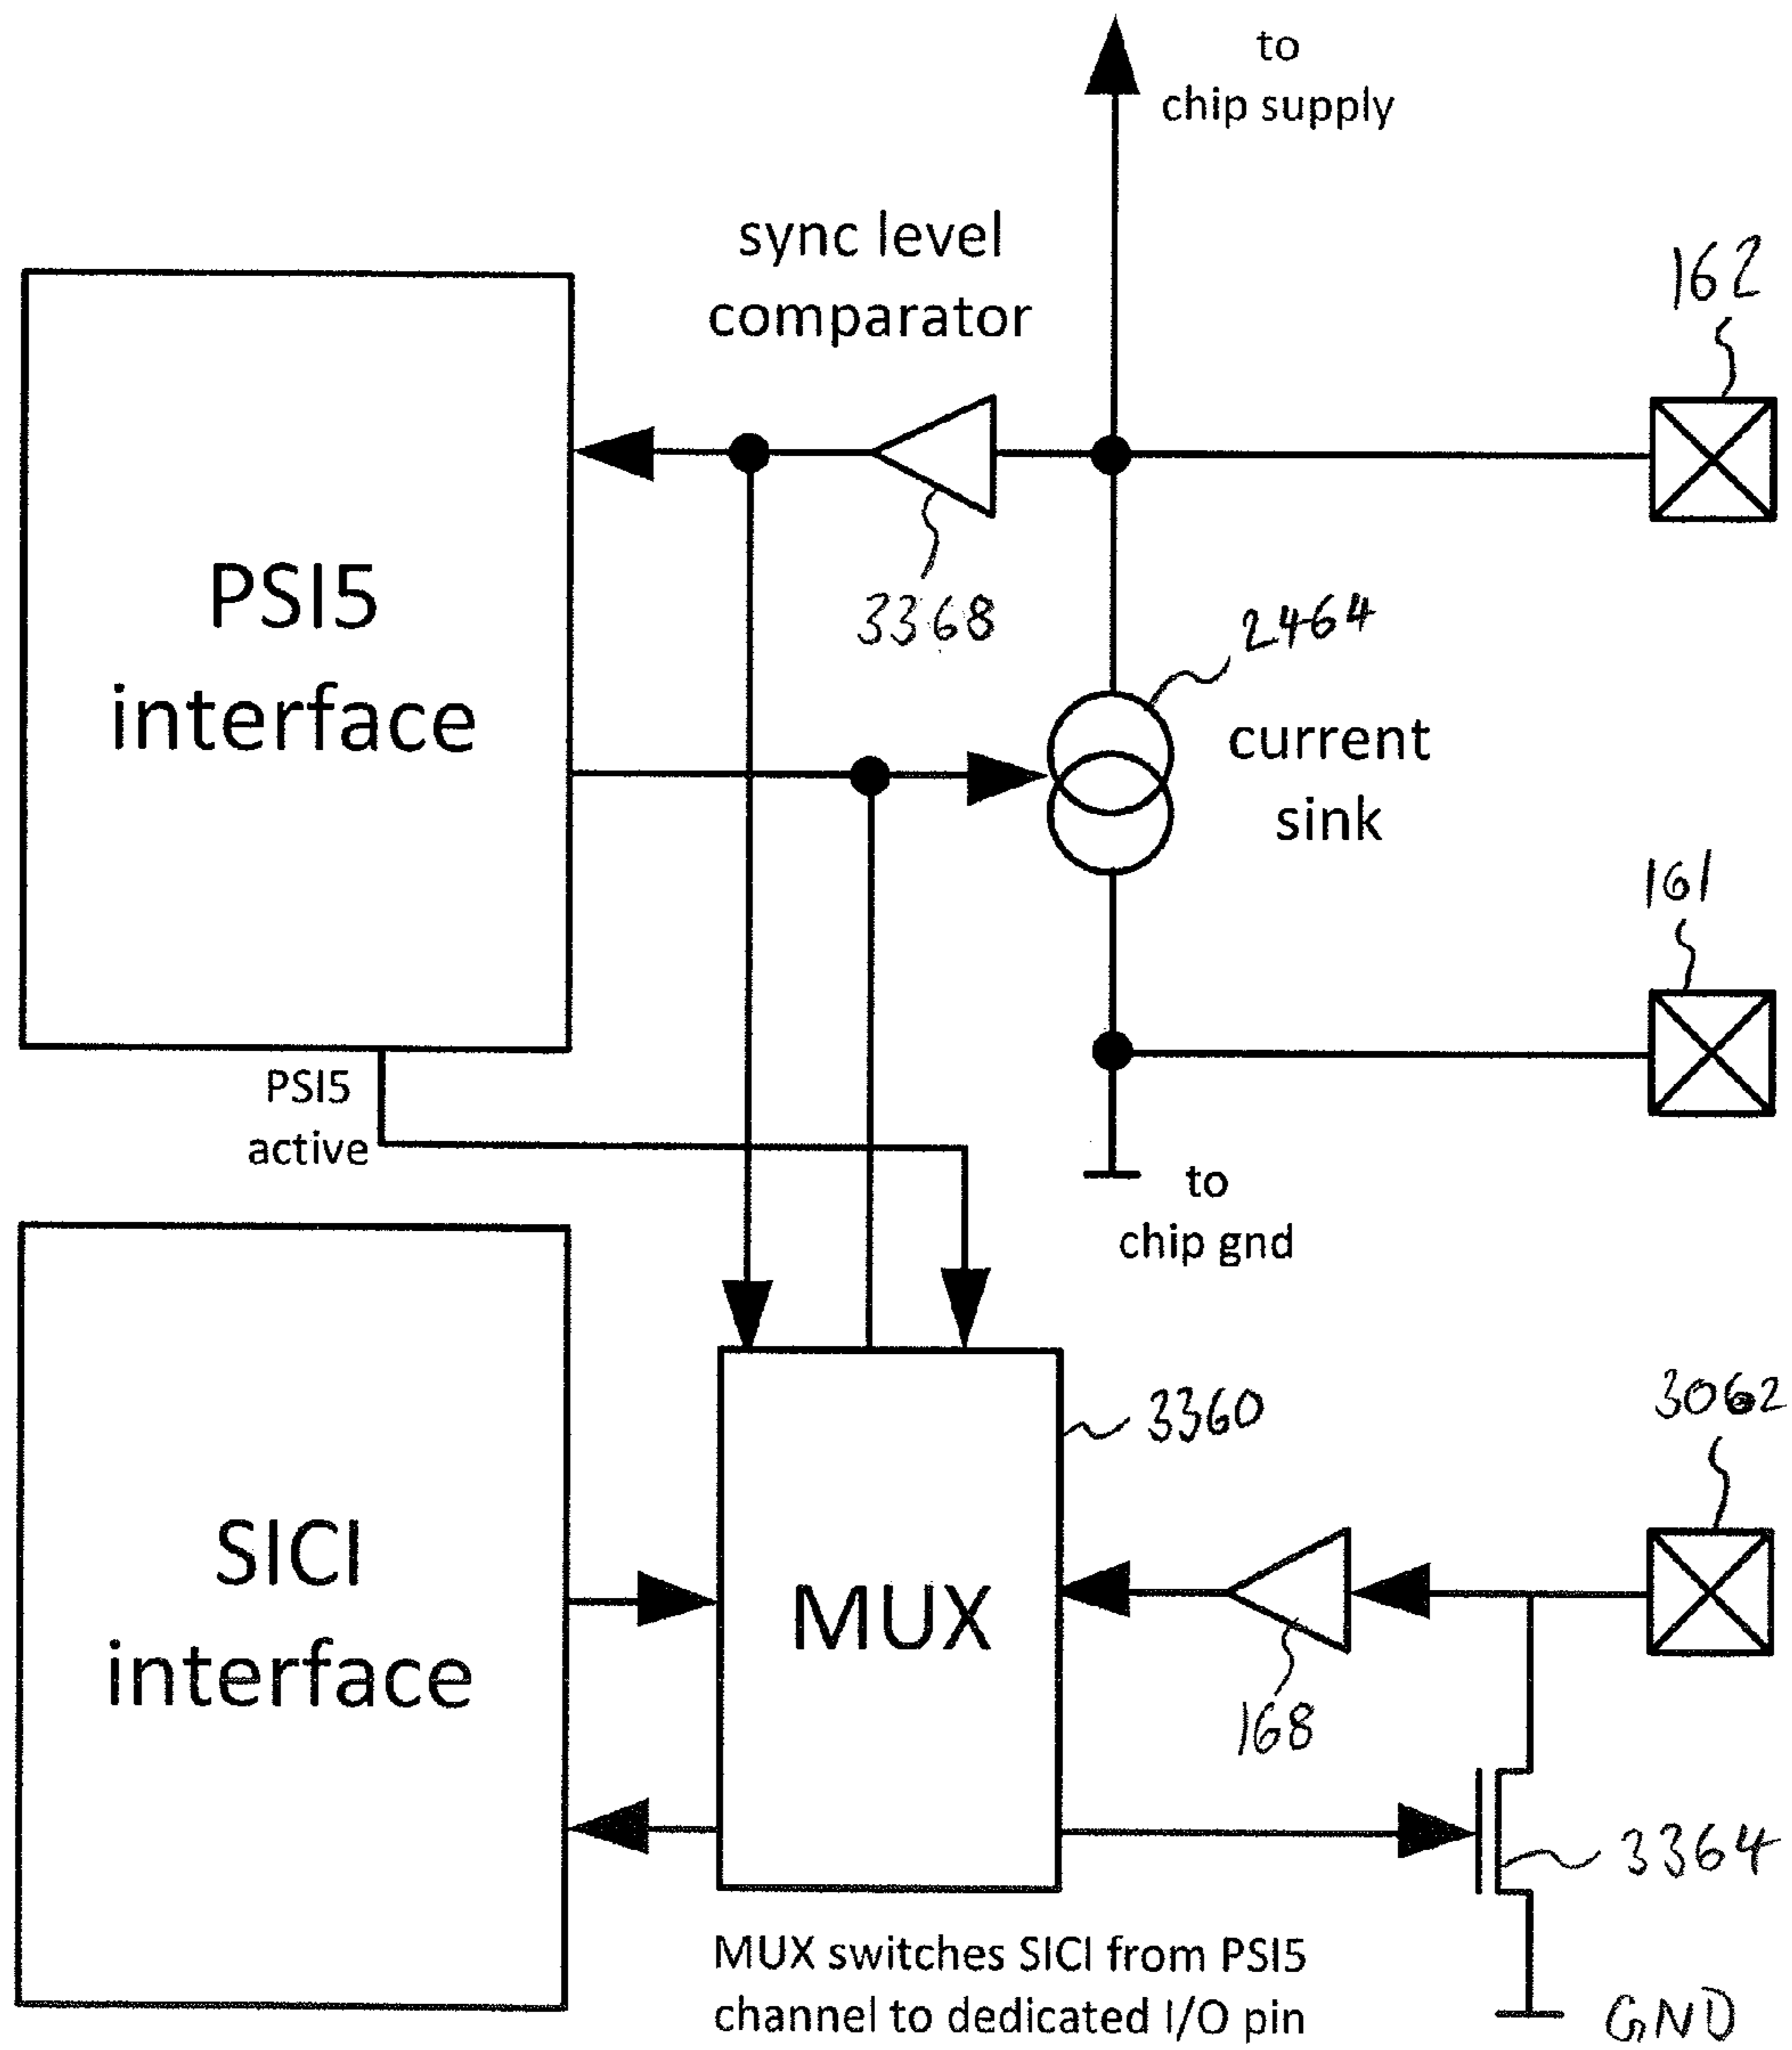 to
chip supply
sync level
comparator
162
PSI5
interface
3368
2464
current
sink
161
PSI5
active
to
chip gnd
SICI
interface
MUX
3360
3062
168
3364
MUX switches SICI from PSI5
channel to dedicated I/O pin
GND